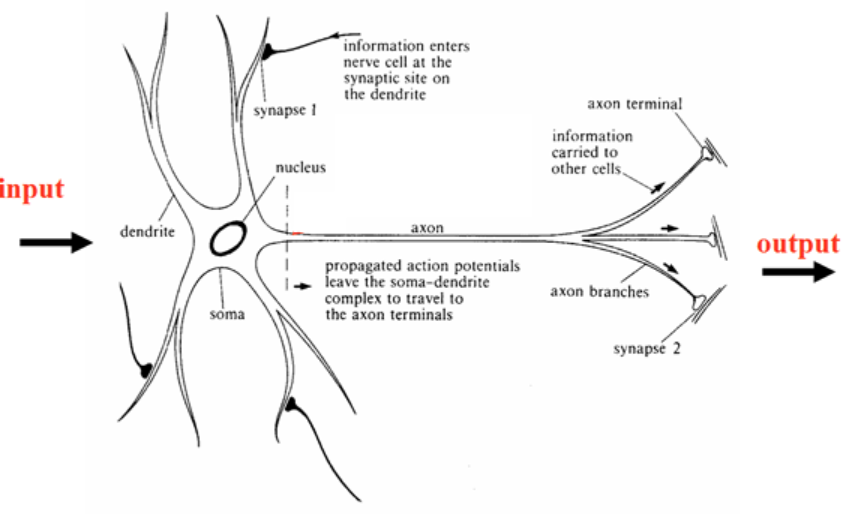 information enters
nerve cell at the
synaptic site on
the dendrite
synapse 1
axon terminal
information
carried to
other cells
nucleus
input
dendrite
axon
output
propagated action potentials
leave the soma-dendrite
complex to travel to
the axon terminals
axon branches
soma
synapse 2